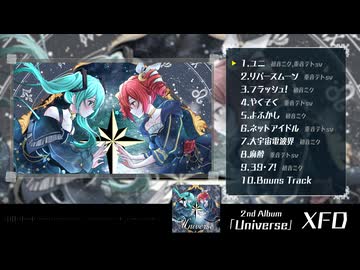 1.ユニ 初音ミク,重音テトsv
2.リバースムーン 重音テトsv
3.フラッシュ! 初音ミク
4.やくそく 重音テトsv
5.よふかし 初音ミク
6.ネットアイドル 重音テトsv
7.大宇宙電波界 初音ミク
8.麻酔 重音テトsv
9.39-7! 初音ミク
10.Bouns Track
Universe
2nd Album
「Universe」 XFD